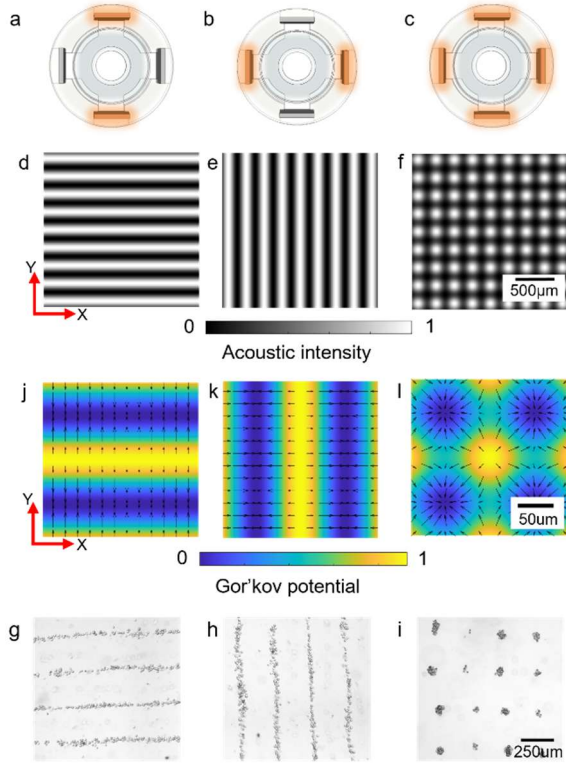 a b c
d e f
Y
X
500µm
0 1
Acoustic intensity
j k l
Y
X
50um
0 1
Gor'kov potential
g h i
250um